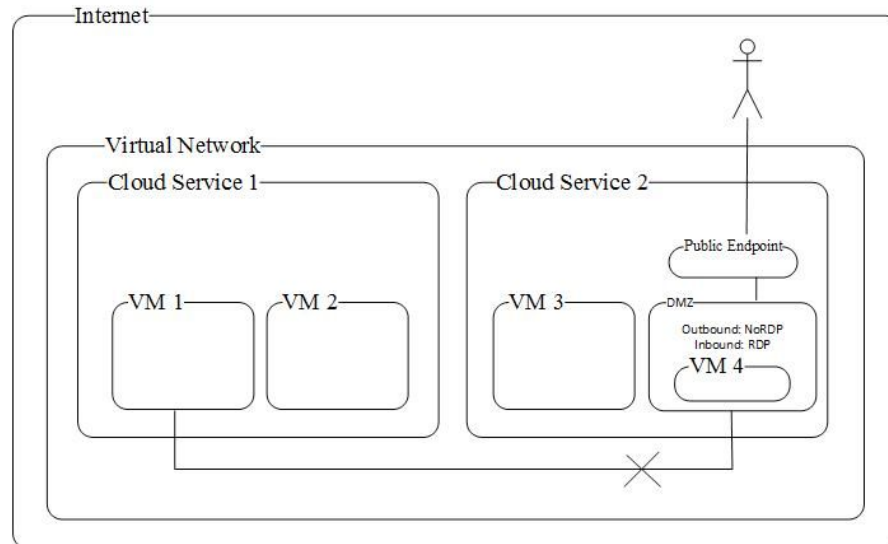 Internet
Virtual Network
Cloud Service 1
Cloud Service 2
Public Endpoint
VM 1
VM 2
VM 3
DMZ
Outbound: NoRDP
Inbound: RDP
VM 4